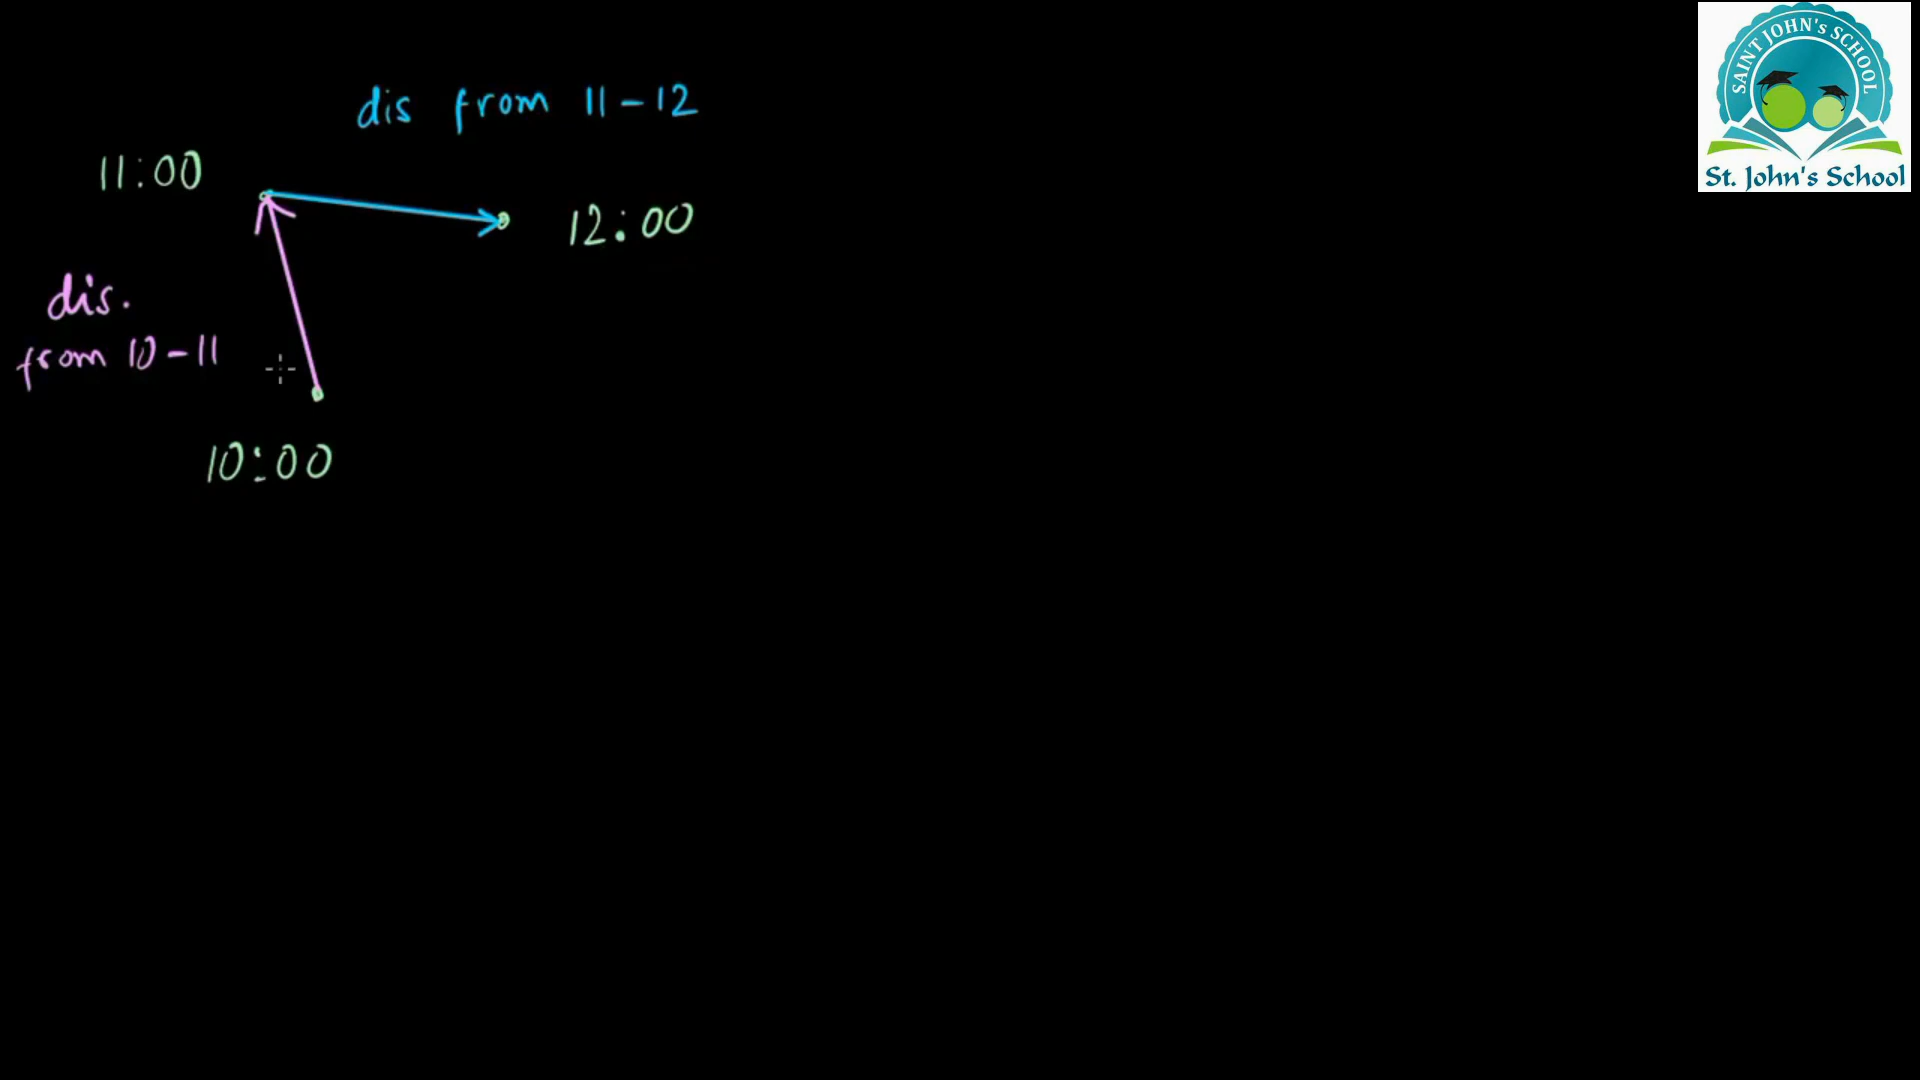 dis from 11-12
11:00
12:00
dis.
from 10-11
10:00
SAINT JOHN's SCHOOL
St. John's School